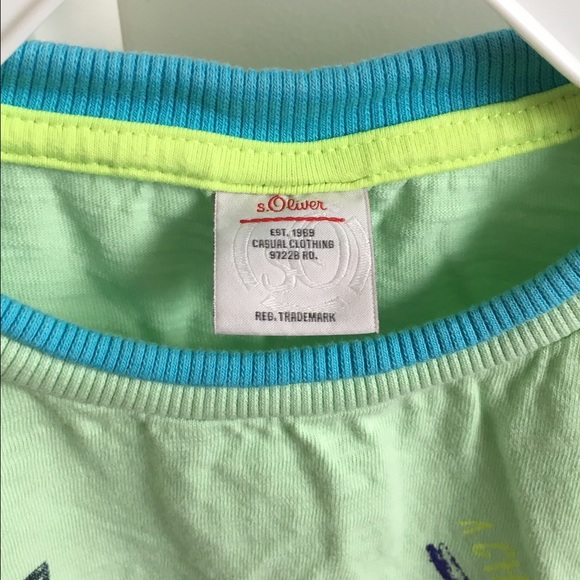 s.Oliver
EST. 1969
CASUAL CLOTHING
97228 RO.
REG. TRADEMARK